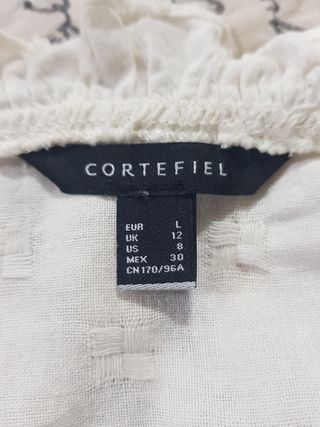 CORTEFIEL
EUR L
UK 12
US 8
MEX 30
CN 170/96A